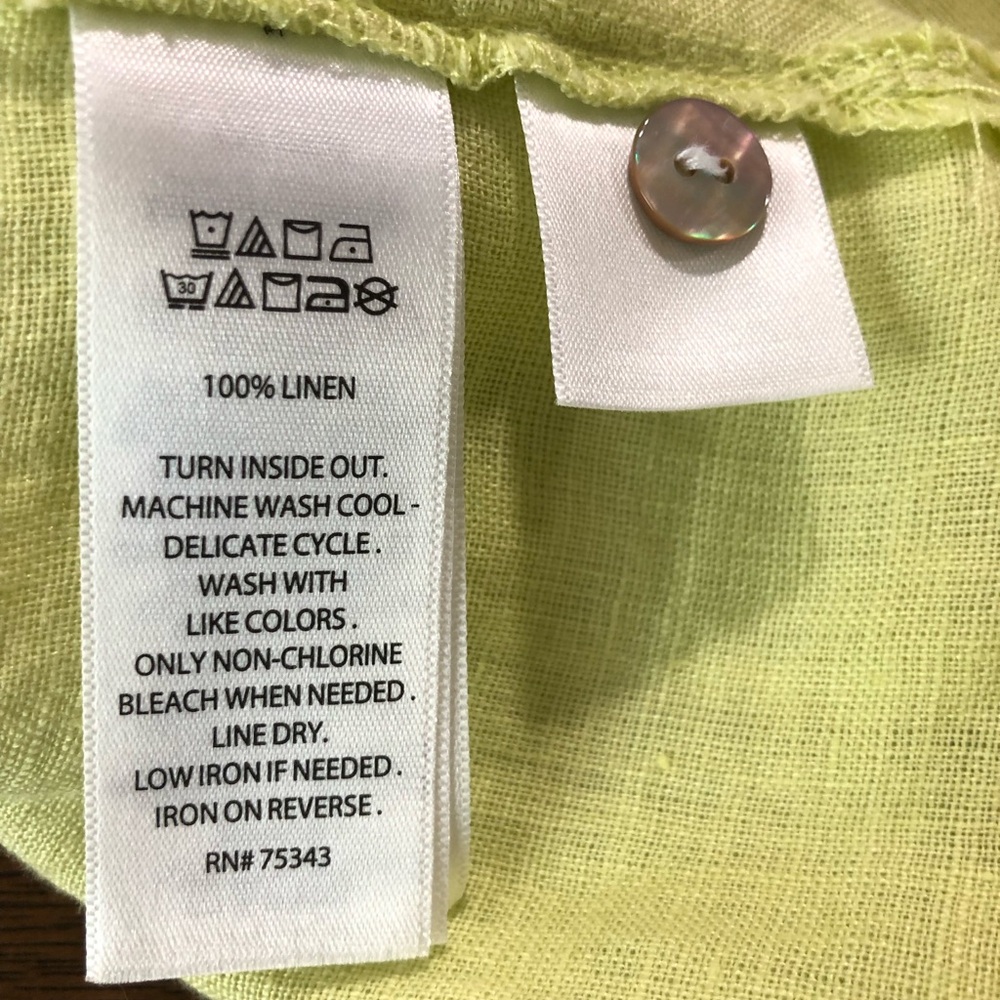 30
100% LINEN
TURN INSIDE OUT.
MACHINE WASH COOL -
DELICATE CYCLE .
WASH WITH
LIKE COLORS .
ONLY NON-CHLORINE
BLEACH WHEN NEEDED .
LINE DRY.
LOW IRON IF NEEDED .
IRON ON REVERSE .
RN# 75343